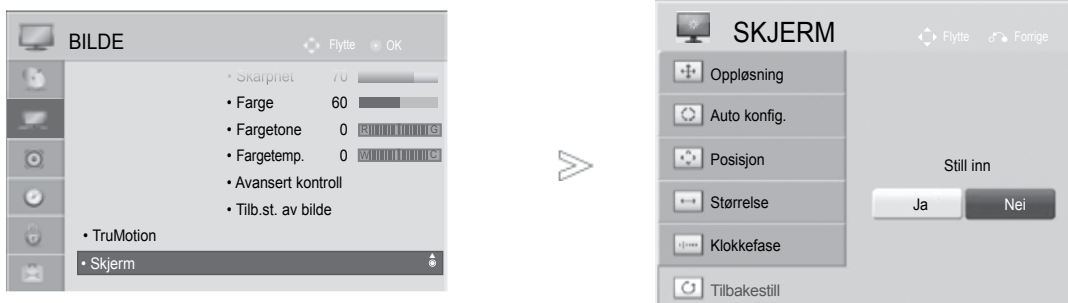 BILDE
Flytte OK
• Skarphet 70
• Farge 60
• Fargetone 0 R G
• Fargetemp. 0 W C
• Avansert kontroll
• Tilb.st. av bilde
• TruMotion
• Skjerm
SKJERM
Flytte Forrige
Oppløsning
Auto konfig.
Posisjon
Størrelse
Klokkefase
Tilbakestill
Still inn
Ja Nei